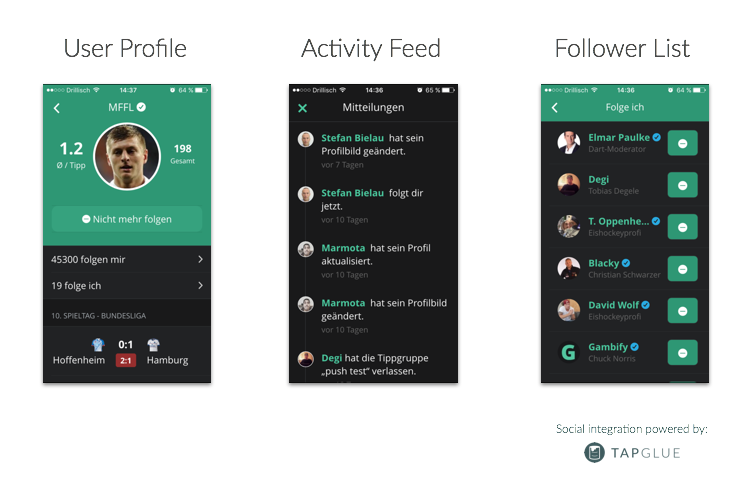 User Profile
Activity Feed
Follower List
Drillisch 14:37 64 %
MFFL
1.2
Ø / Tipp
198
Gesamt
Nicht mehr folgen
45300 folgen mir
19 folge ich
10. SPIELTAG - BUNDESLIGA
0:1
Hoffenheim 2:1 Hamburg
Drillisch 14:36 65 %
Mitteilungen
Stefan Bielau hat sein
Profilbild geändert.
vor 7 Tagen
Stefan Bielau folgt dir
jetzt.
vor 10 Tagen
Marmota hat sein Profil
aktualisiert.
vor 10 Tagen
Marmota hat sein Profilbild
geändert.
vor 10 Tagen
Degi hat die Tippgruppe
„push test“ verlassen.
Drillisch 14:36 64 %
Folge ich
Elmar Paulke
Dart-Moderator
Degi
Tobias Degele
T. Oppenhe...
Eishockeyprofi
Blacky
Christian Schwarzer
David Wolf
Eishockeyprofi
G
Gambify
Chuck Norris
Social integration powered by:
TAPGLUE